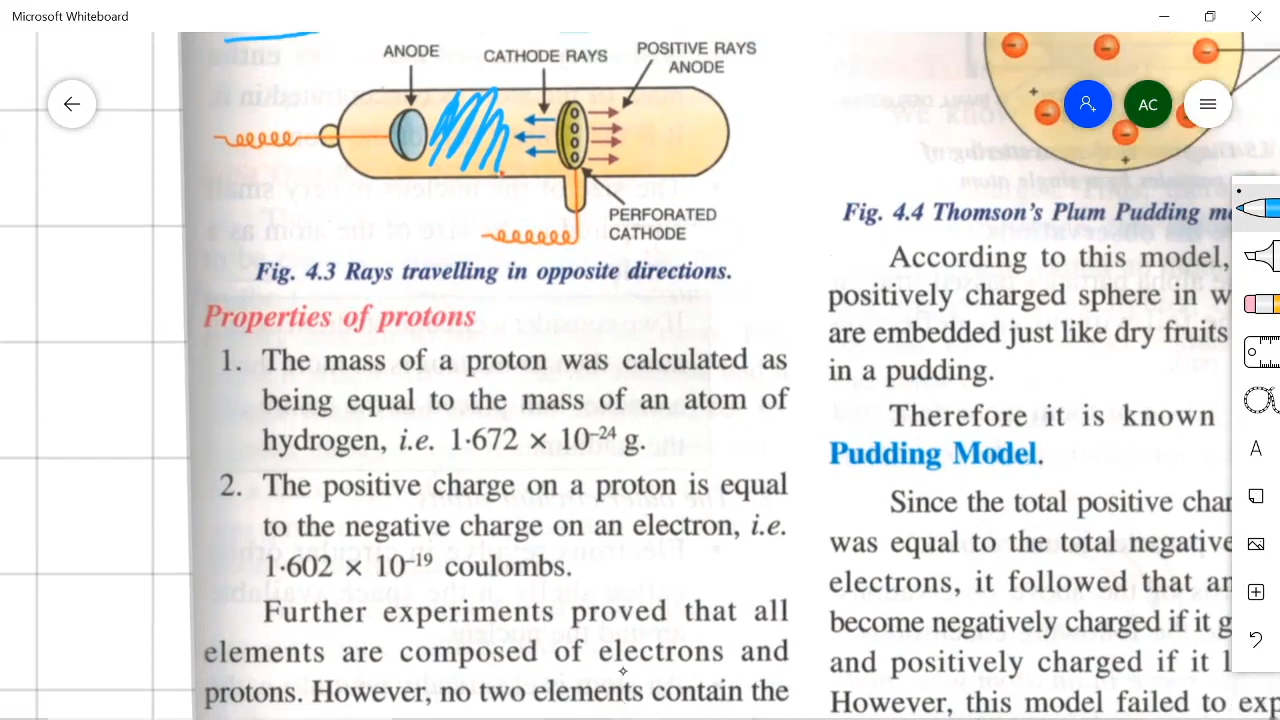 Microsoft Whiteboard
ANODE
CATHODE RAYS
POSITIVE RAYS
ANODE
PERFORATED
CATHODE
Fig. 4.3 Rays travelling in opposite directions.
Properties of protons
1. The mass of a proton was calculated as
being equal to the mass of an atom of
hydrogen, i.e. 1·672 × 10⁻²⁴ g.
2. The positive charge on a proton is equal
to the negative charge on an electron, i.e.
1·602 × 10⁻¹⁹ coulombs.
Further experiments proved that all
elements are composed of electrons and
protons. However, no two elements contain the
AC
Fig. 4.4 Thomson's Plum Pudding
According to this model,
positively charged sphere in
are embedded just like dry fruits
in a pudding.
Therefore it is known
Pudding Model.
Since the total positive
was equal to the total negative
electrons, it followed that
become negatively charged if it
and positively charged if it
However, this model failed to
A